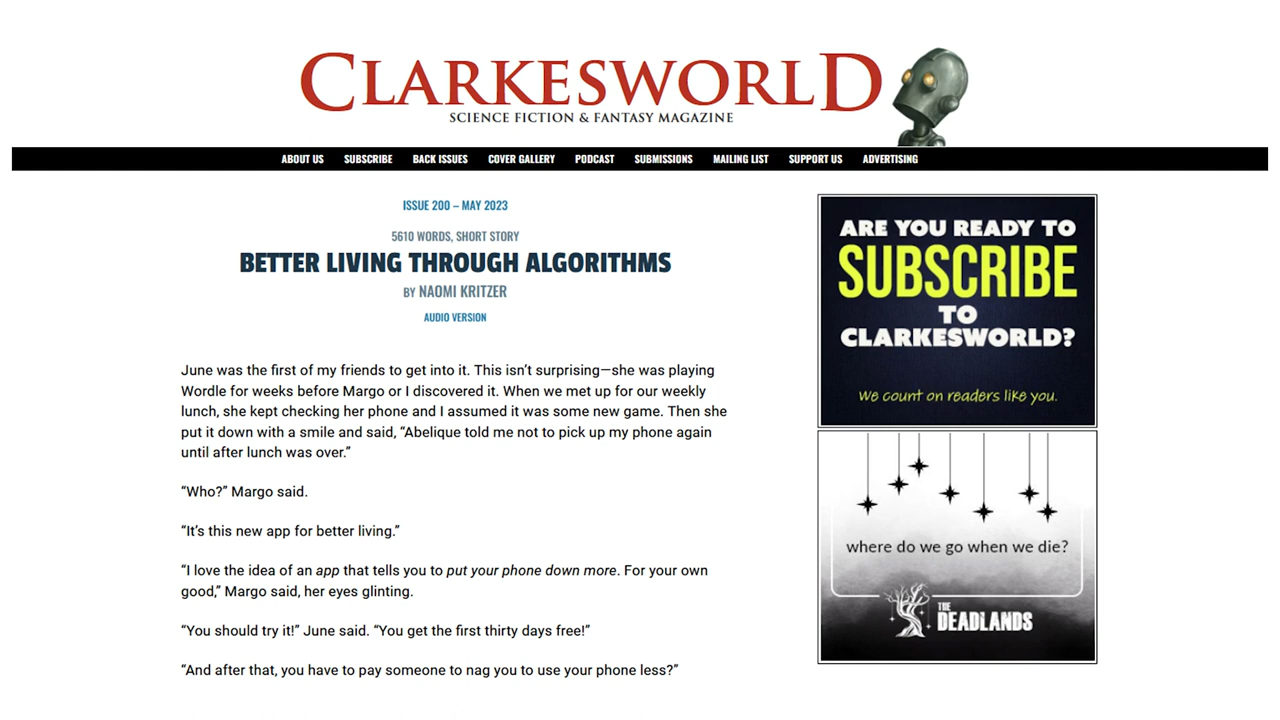 CLARKESWORLD
SCIENCE FICTION & FANTASY MAGAZINE
ABOUT US SUBSCRIBE BACK ISSUES COVER GALLERY PODCAST SUBMISSIONS MAILING LIST SUPPORT US ADVERTISING
ISSUE 200 – MAY 2023
5610 WORDS, SHORT STORY
BETTER LIVING THROUGH ALGORITHMS
BY NAOMI KRITZER
AUDIO VERSION
June was the first of my friends to get into it. This isn’t surprising—she was playing
Wordle for weeks before Margo or I discovered it. When we met up for our weekly
lunch, she kept checking her phone and I assumed it was some new game. Then she
put it down with a smile and said, “Abelique told me not to pick up my phone again
until after lunch was over.”
“Who?” Margo said.
“It’s this new app for better living.”
“I love the idea of an app that tells you to put your phone down more. For your own
good,” Margo said, her eyes glinting.
“You should try it!” June said. “You get the first thirty days free!”
“And after that, you have to pay someone to nag you to use your phone less?”
ARE YOU READY TO
SUBSCRIBE
TO
CLARKESWORLD?
We count on readers like you.
where do we go when we die?
THE
DEADLANDS